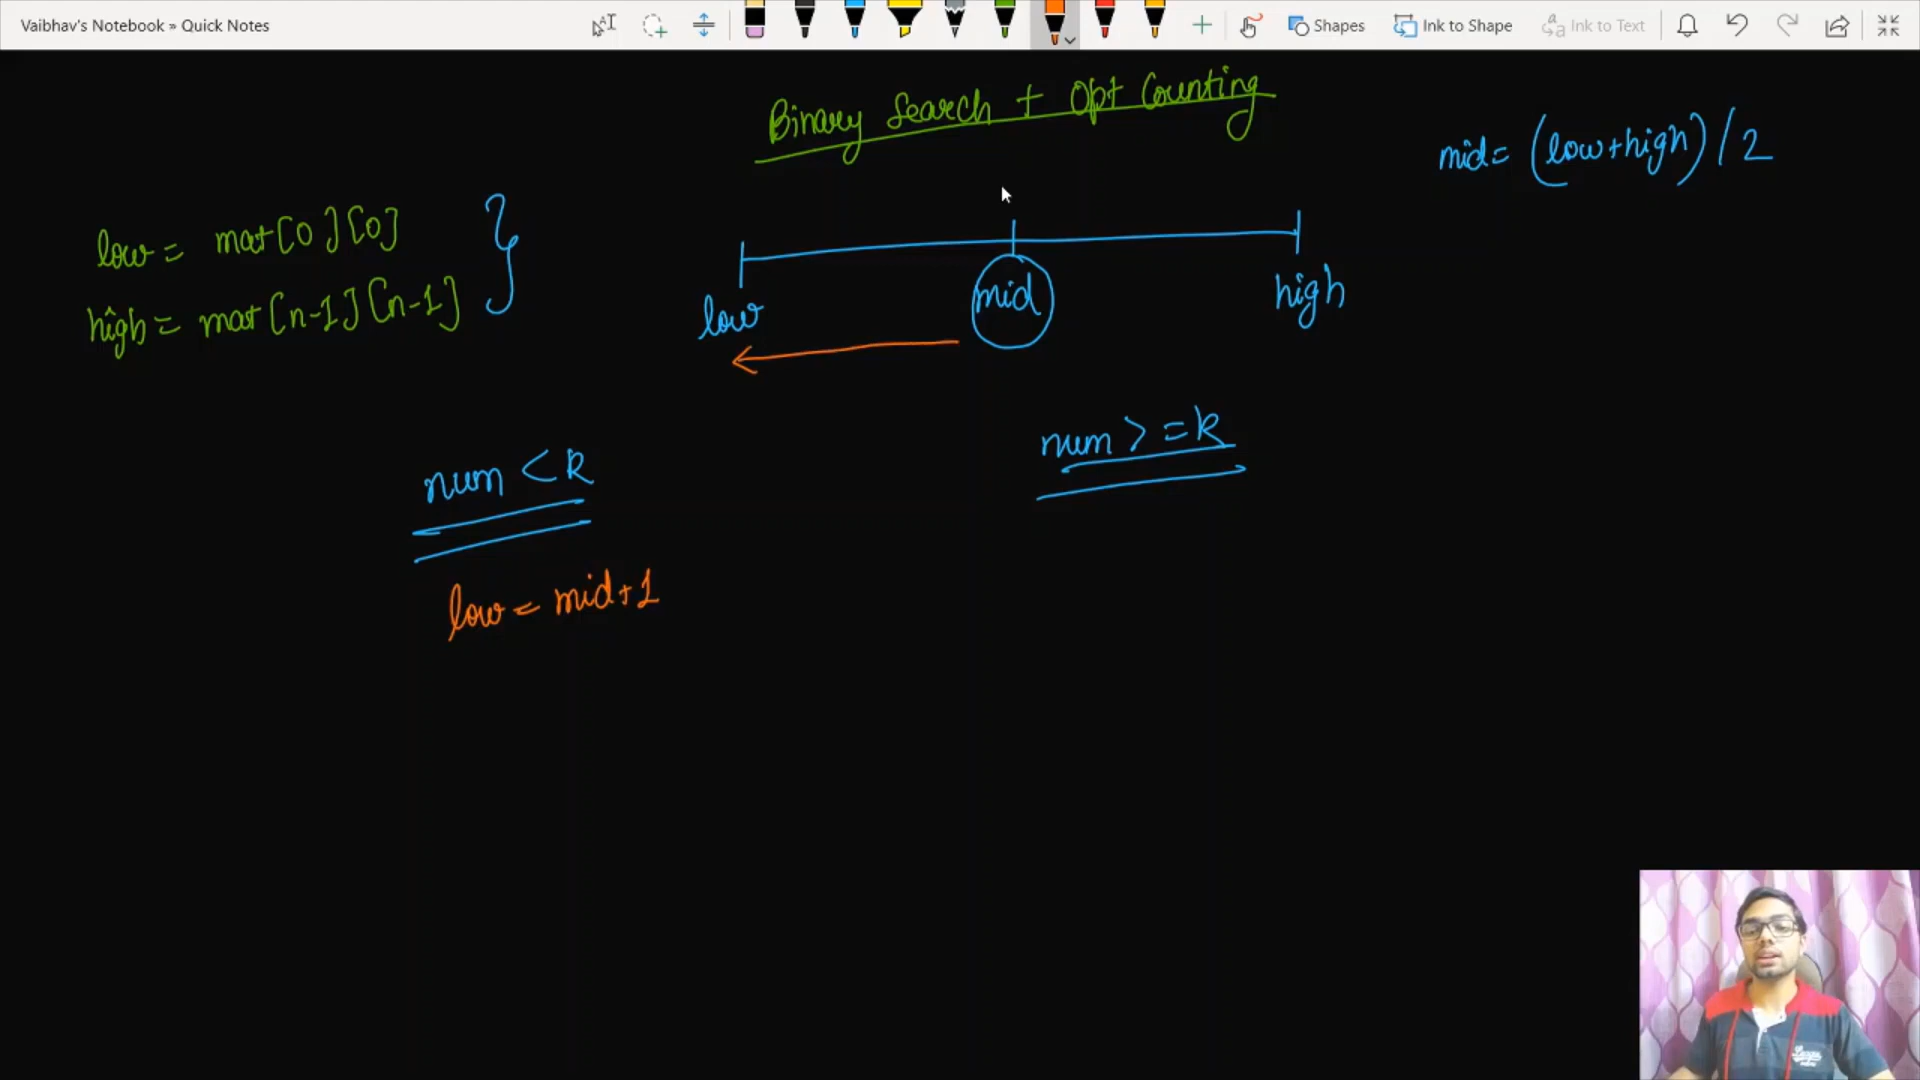 Vaibhav's Notebook » Quick Notes
Shapes
Ink to Shape
Ink to Text
Binary Search + Opt Counting
mid = (low+high)/2
low = mat[0][0]
high = mat[n-1][n-1]
low
mid
high
num < k
num >= k
low = mid+1